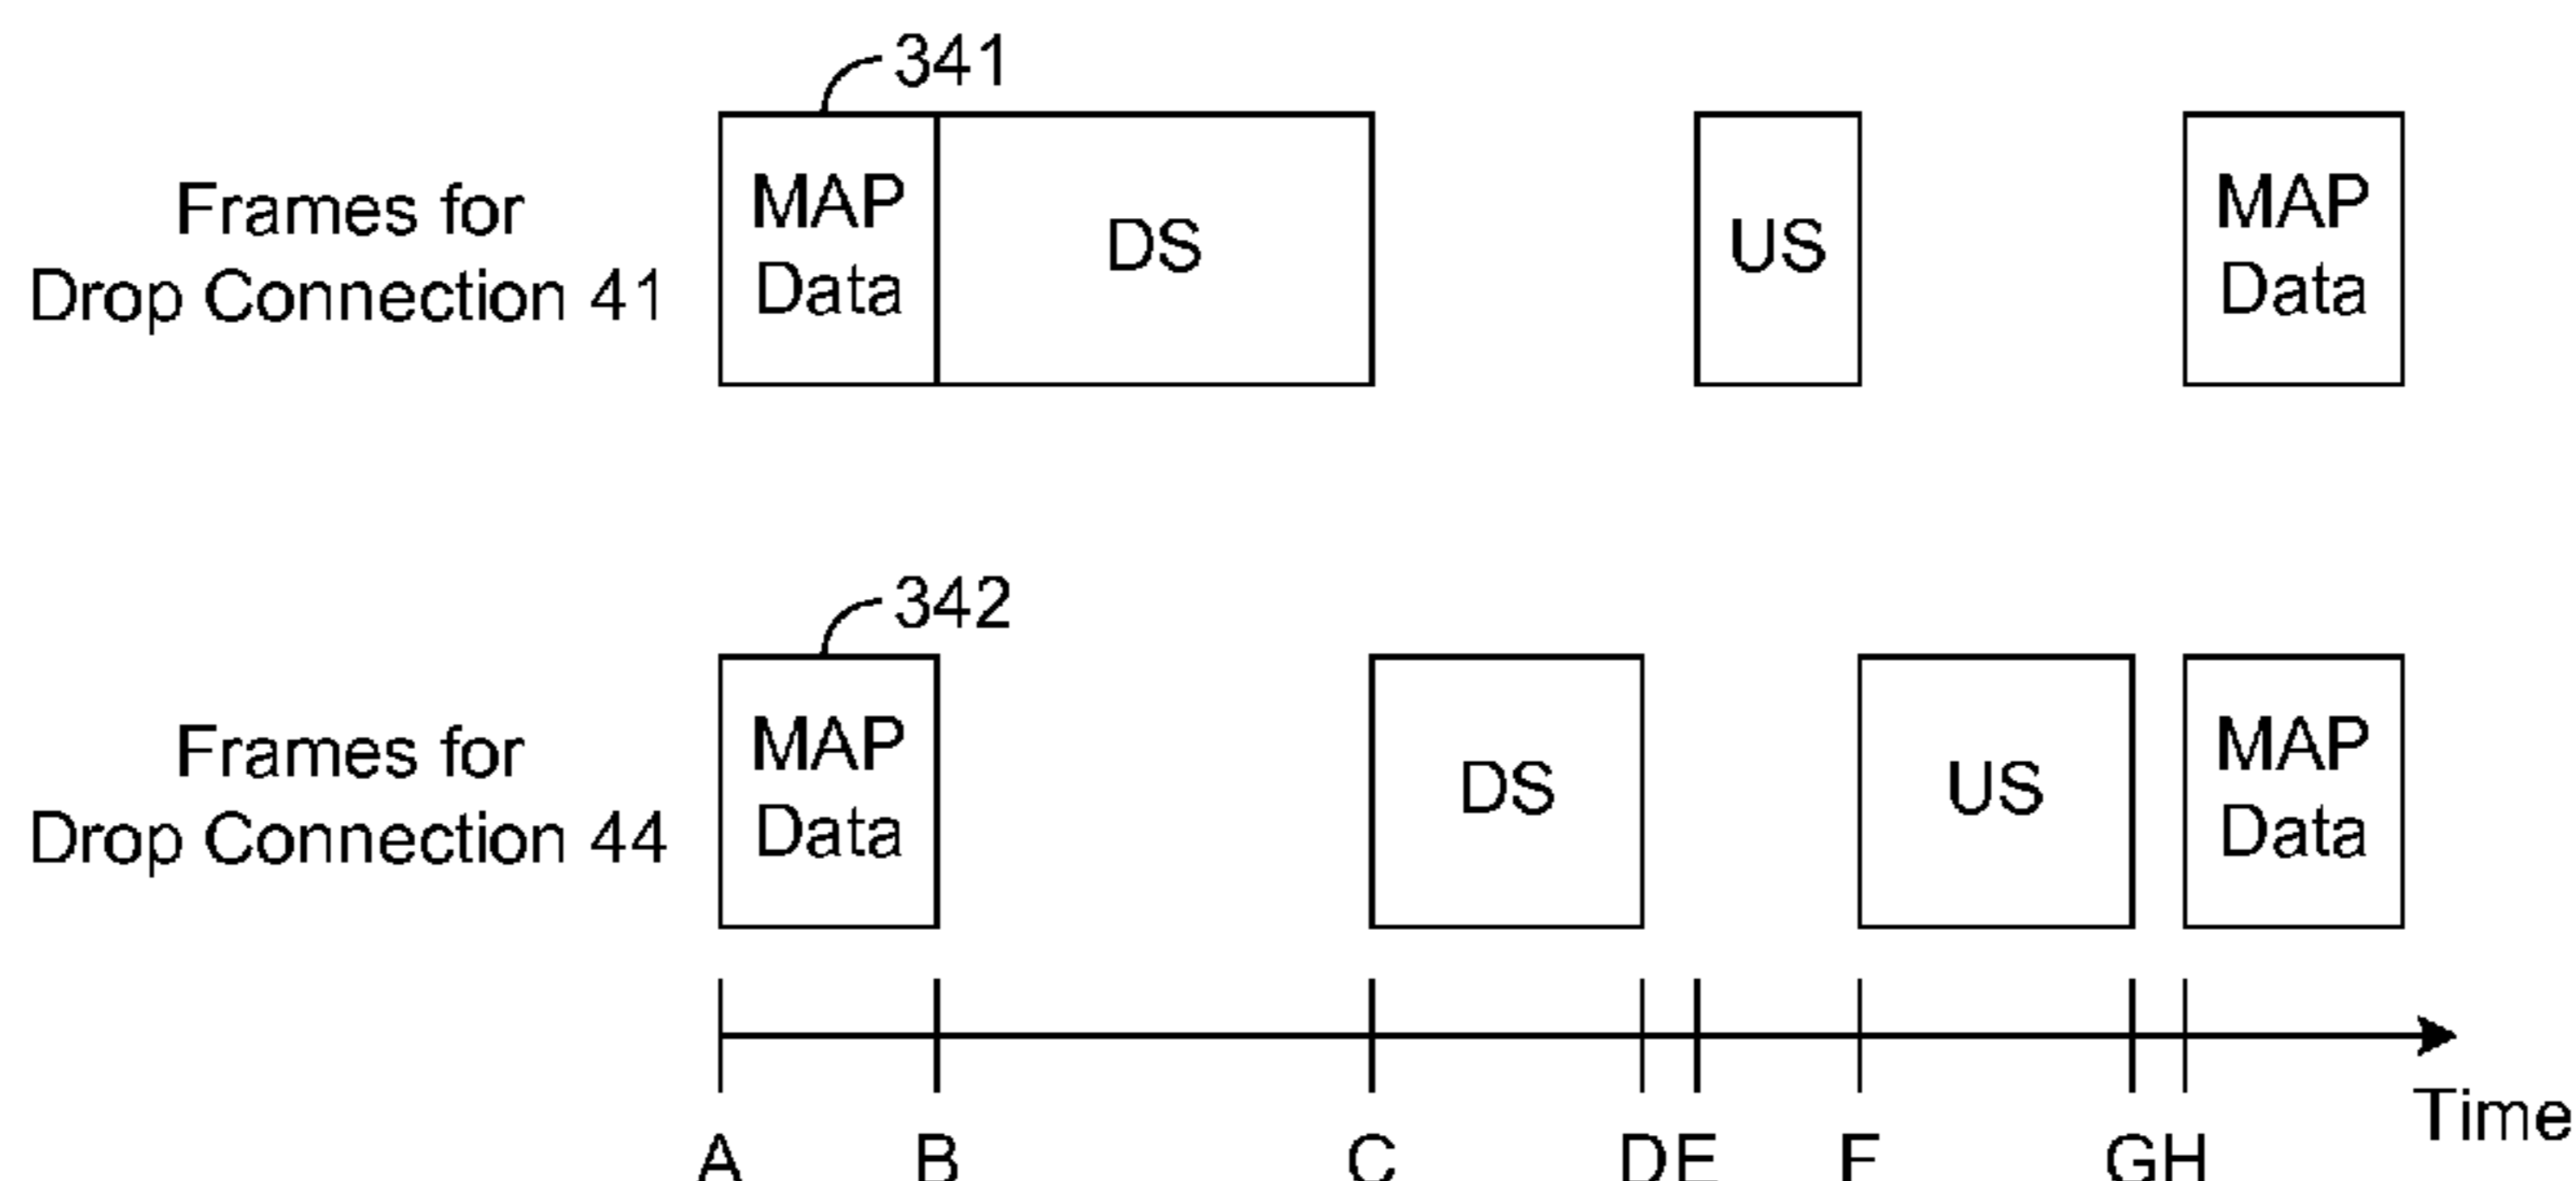 341
Frames for
Drop Connection 41
MAP
Data
DS
US
MAP
Data
342
Frames for
Drop Connection 44
MAP
Data
DS
US
MAP
Data
A B C D E F G H
Time